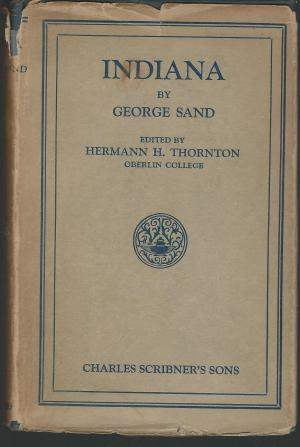 INDIANA
BY
GEORGE SAND
EDITED BY
HERMANN H. THORNTON
OBERLIN COLLEGE
CHARLES SCRIBNER'S SONS